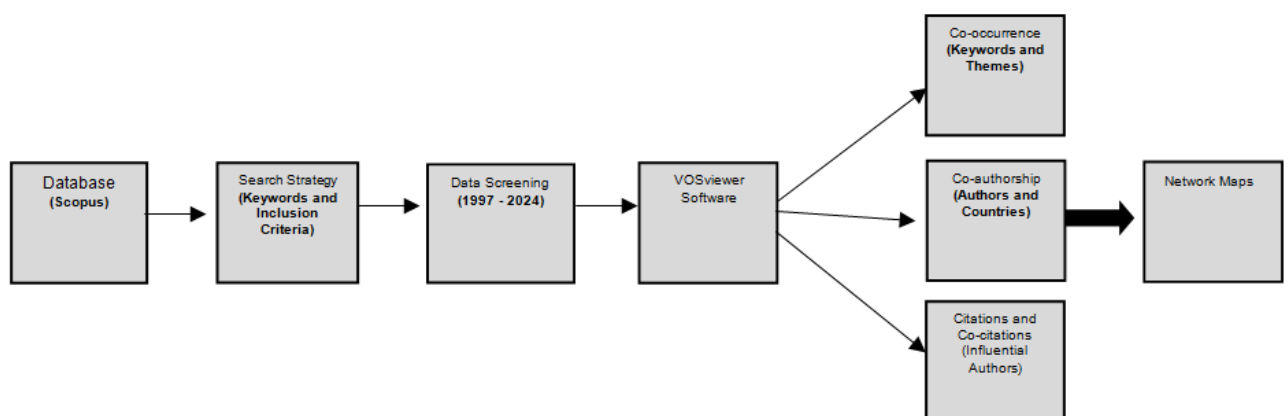 Database
(Scopus)
Search Strategy
(Keywords and
Inclusion
Criteria)
Data Screening
(1997 - 2024)
VOSviewer
Software
Co-occurrence
(Keywords and
Themes)
Co-authorship
(Authors and
Countries)
Citations and
Co-citations
(Influential
Authors)
Network Maps